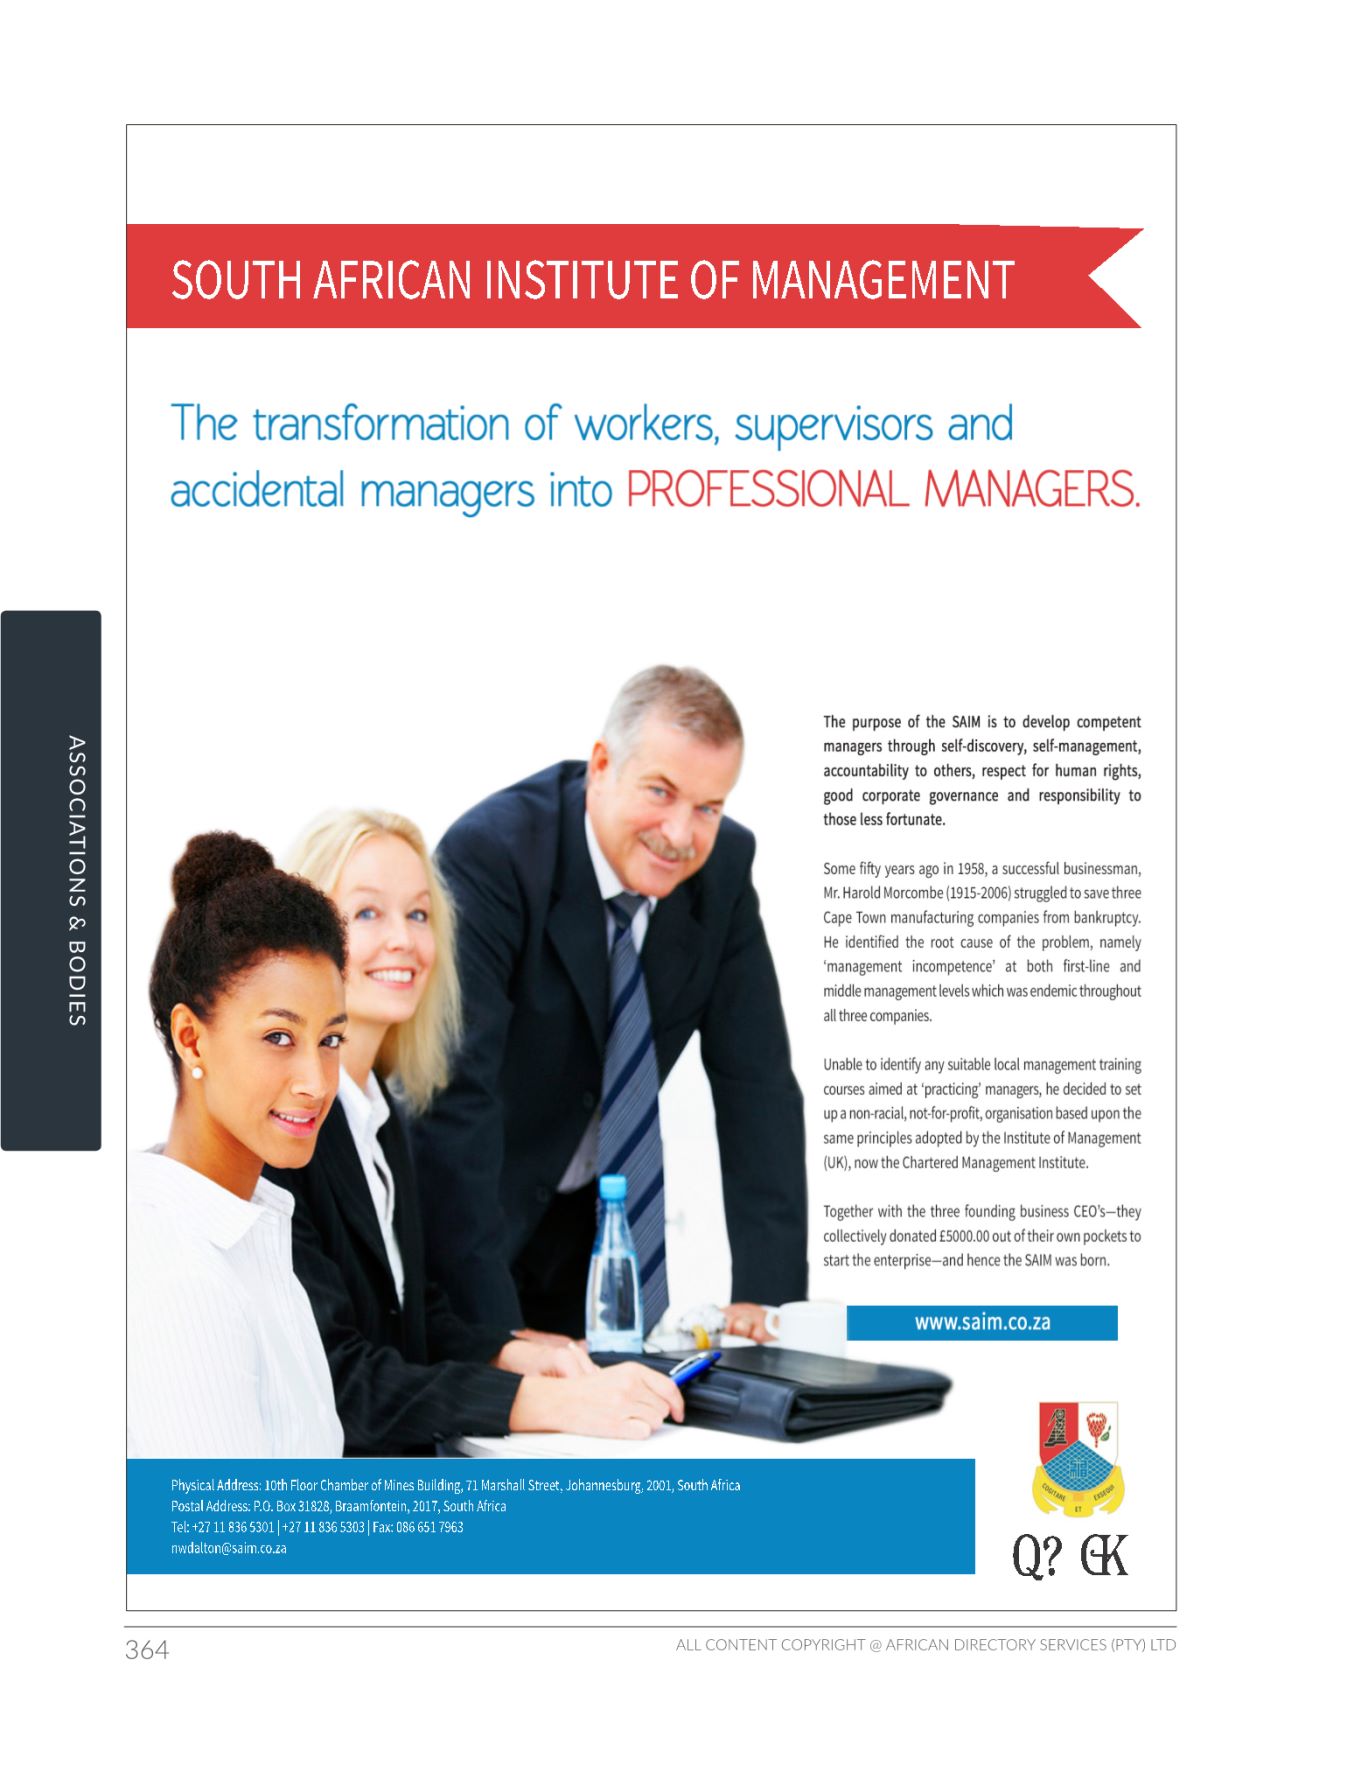 SOUTH AFRICAN INSTITUTE OF MANAGEMENT
The transformation of workers, supervisors and
accidental managers into PROFESSIONAL MANAGERS.
ASSOCIATIONS & BODIES
The purpose of the SAIM is to develop competent
managers through self-discovery, self-management,
accountability to others, respect for human rights,
good corporate governance and responsibility to
those less fortunate.
Some fifty years ago in 1958, a successful businessman,
Mr. Harold Morcombe (1915-2006) struggled to save three
Cape Town manufacturing companies from bankruptcy.
He identified the root cause of the problem, namely
‘management incompetence’ at both first-line and
middle management levels which was endemic throughout
all three companies.
Unable to identify any suitable local management training
courses aimed at ‘practicing’ managers, he decided to set
up a non-racial, not-for-profit, organisation based upon the
same principles adopted by the Institute of Management
(UK), now the Chartered Management Institute.
Together with the three founding business CEO’s—they
collectively donated £5000.00 out of their own pockets to
start the enterprise—and hence the SAIM was born.
www.saim.co.za
COGITANE ET EXSEQUI
Physical Address: 10th Floor Chamber of Mines Building, 71 Marshall Street, Johannesburg, 2001, South Africa
Postal Address: P.O. Box 31828, Braamfontein, 2017, South Africa
Tel: +27 11 836 5301 | +27 11 836 5303 | Fax: 086 651 7963
nwdalton@saim.co.za
Q?
364
ALL CONTENT COPYRIGHT @ AFRICAN DIRECTORY SERVICES (PTY) LTD